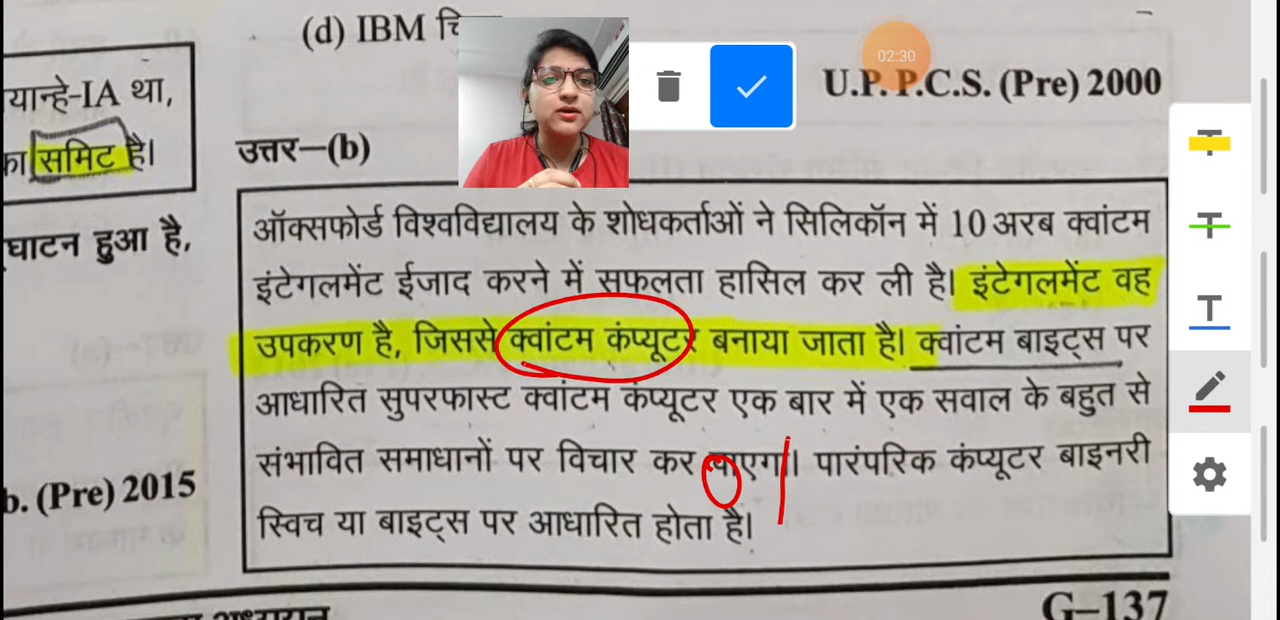 (d) IBM
02:30
U.P.P.C.S. (Pre) 2000
यान्हे-IA था,
का समिट है।
उत्तर–(b)
घाटन हुआ है,
b. (Pre) 2015
ऑक्सफोर्ड विश्वविद्यालय के शोधकर्ताओं ने सिलिकॉन में 10 अरब क्वांटम
इंटेगलमेंट ईजाद करने में सफलता हासिल कर ली है। इंटेगलमेंट वह
उपकरण है, जिससे क्वांटम कंप्यूटर बनाया जाता है। क्वांटम बाइट्स पर
आधारित सुपरफास्ट क्वांटम कंप्यूटर एक बार में एक सवाल के बहुत से
संभावित समाधानों पर विचार कर पाएगा। पारंपरिक कंप्यूटर बाइनरी
स्विच या बाइट्स पर आधारित होता है।
G–137